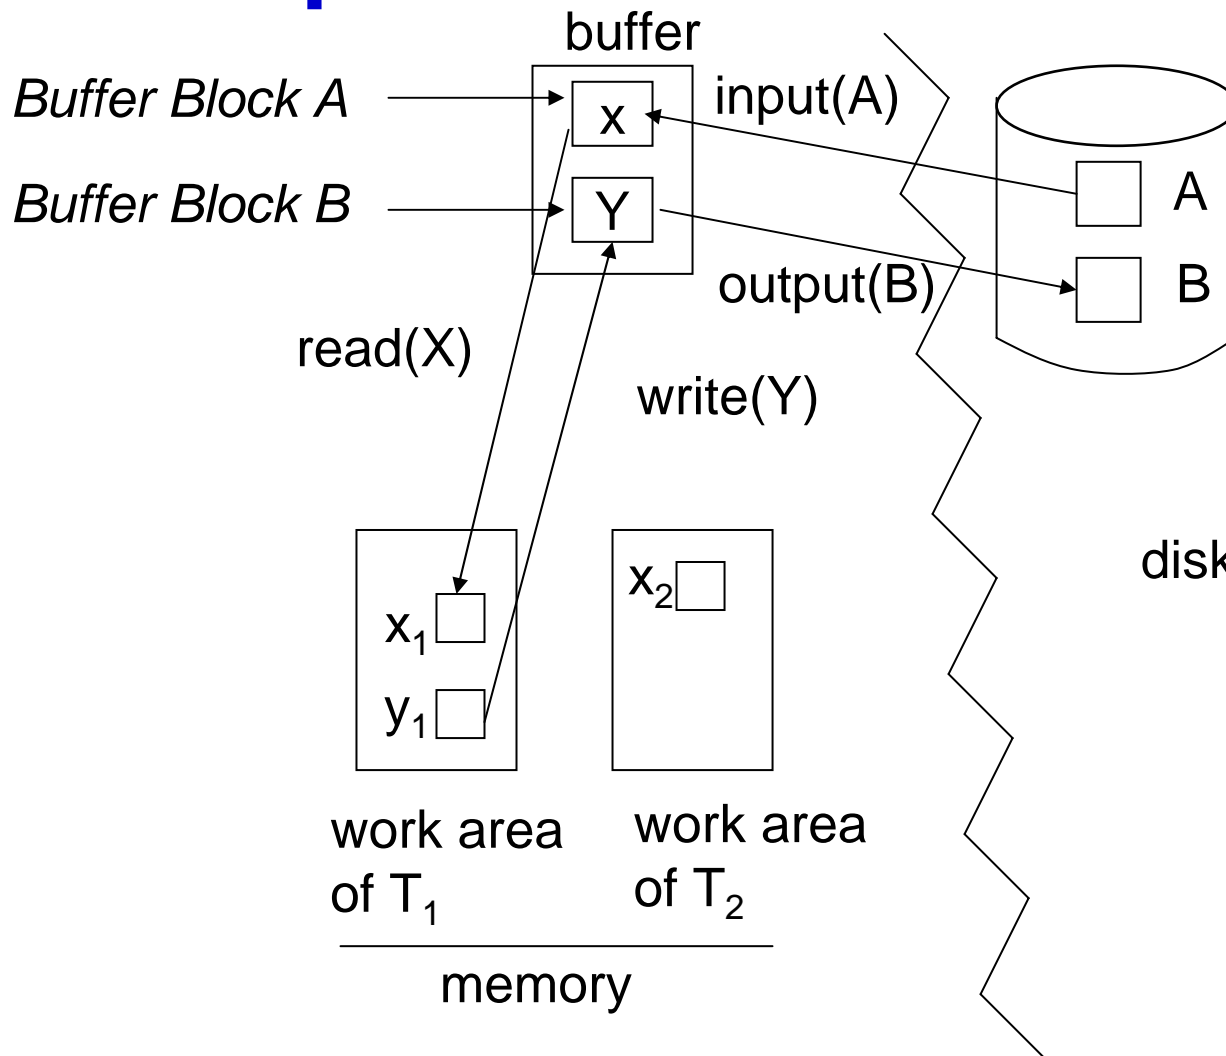 buffer
Buffer Block A
x
input(A)
A
Buffer Block B
Y
output(B)
B
read(X)
write(Y)
disk
x₂
x₁
y₁
work area
of T₁
work area
of T₂
memory